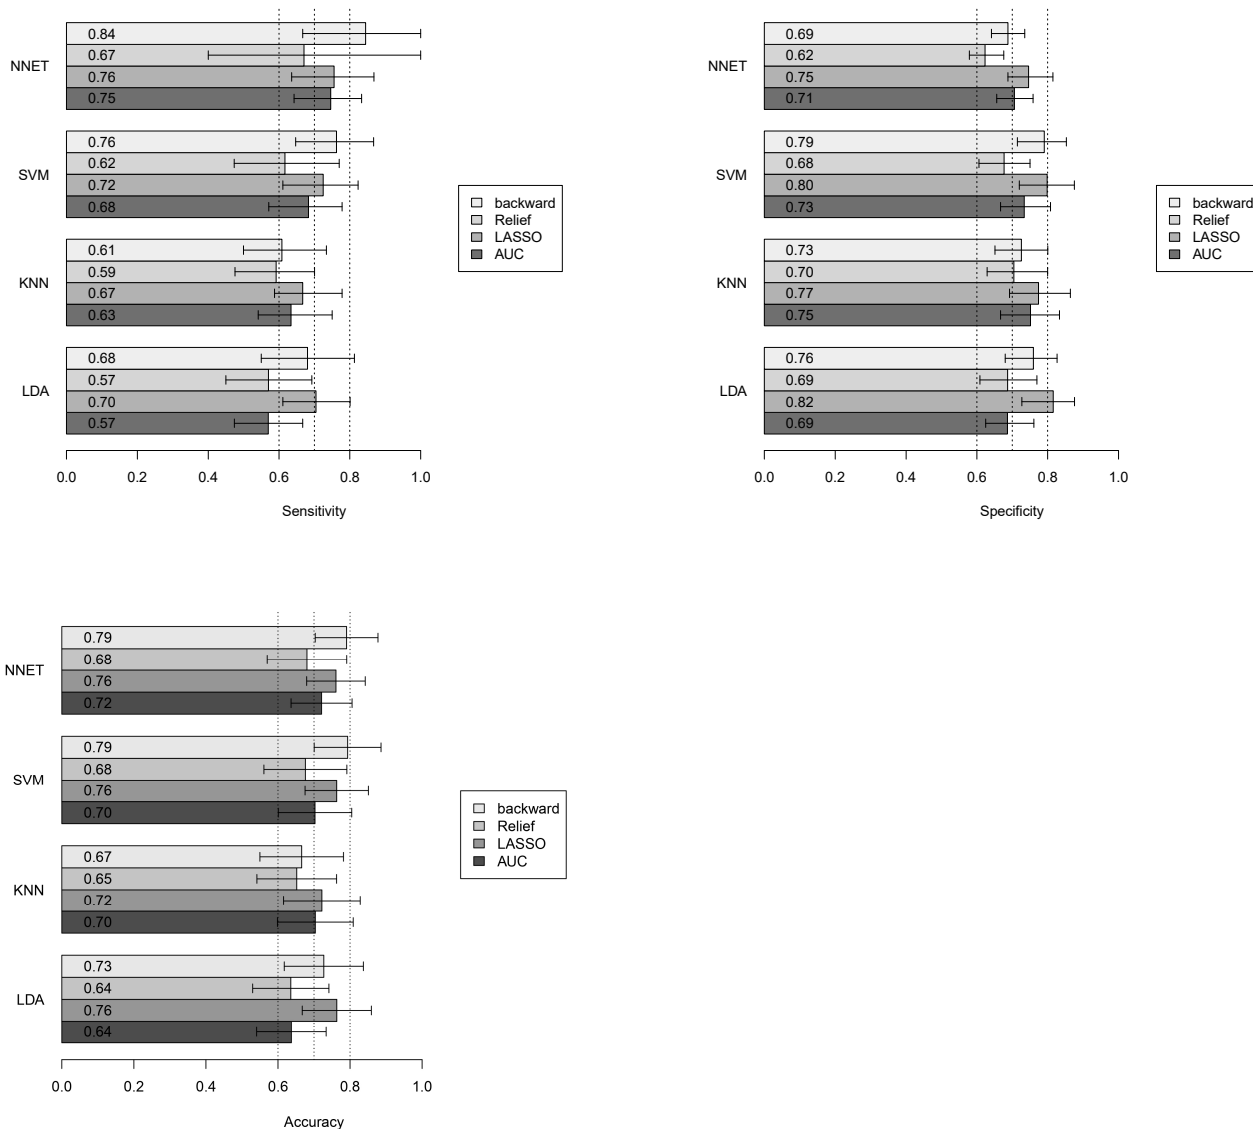 0.84
0.67
NNET
0.76
0.75
0.76
0.62
SVM
0.72
0.68
0.61
0.59
KNN
0.67
0.63
0.68
0.57
LDA
0.70
0.57
backward
Relief
LASSO
AUC
0.0 0.2 0.4 0.6 0.8 1.0
Sensitivity
0.69
0.62
NNET
0.75
0.71
0.79
0.68
SVM
0.80
0.73
0.73
0.70
KNN
0.77
0.75
0.76
0.69
LDA
0.82
0.69
backward
Relief
LASSO
AUC
0.0 0.2 0.4 0.6 0.8 1.0
Specificity
0.79
0.68
NNET
0.76
0.72
0.79
0.68
SVM
0.76
0.70
0.67
0.65
KNN
0.72
0.70
0.73
0.64
LDA
0.76
0.64
backward
Relief
LASSO
AUC
0.0 0.2 0.4 0.6 0.8 1.0
Accuracy